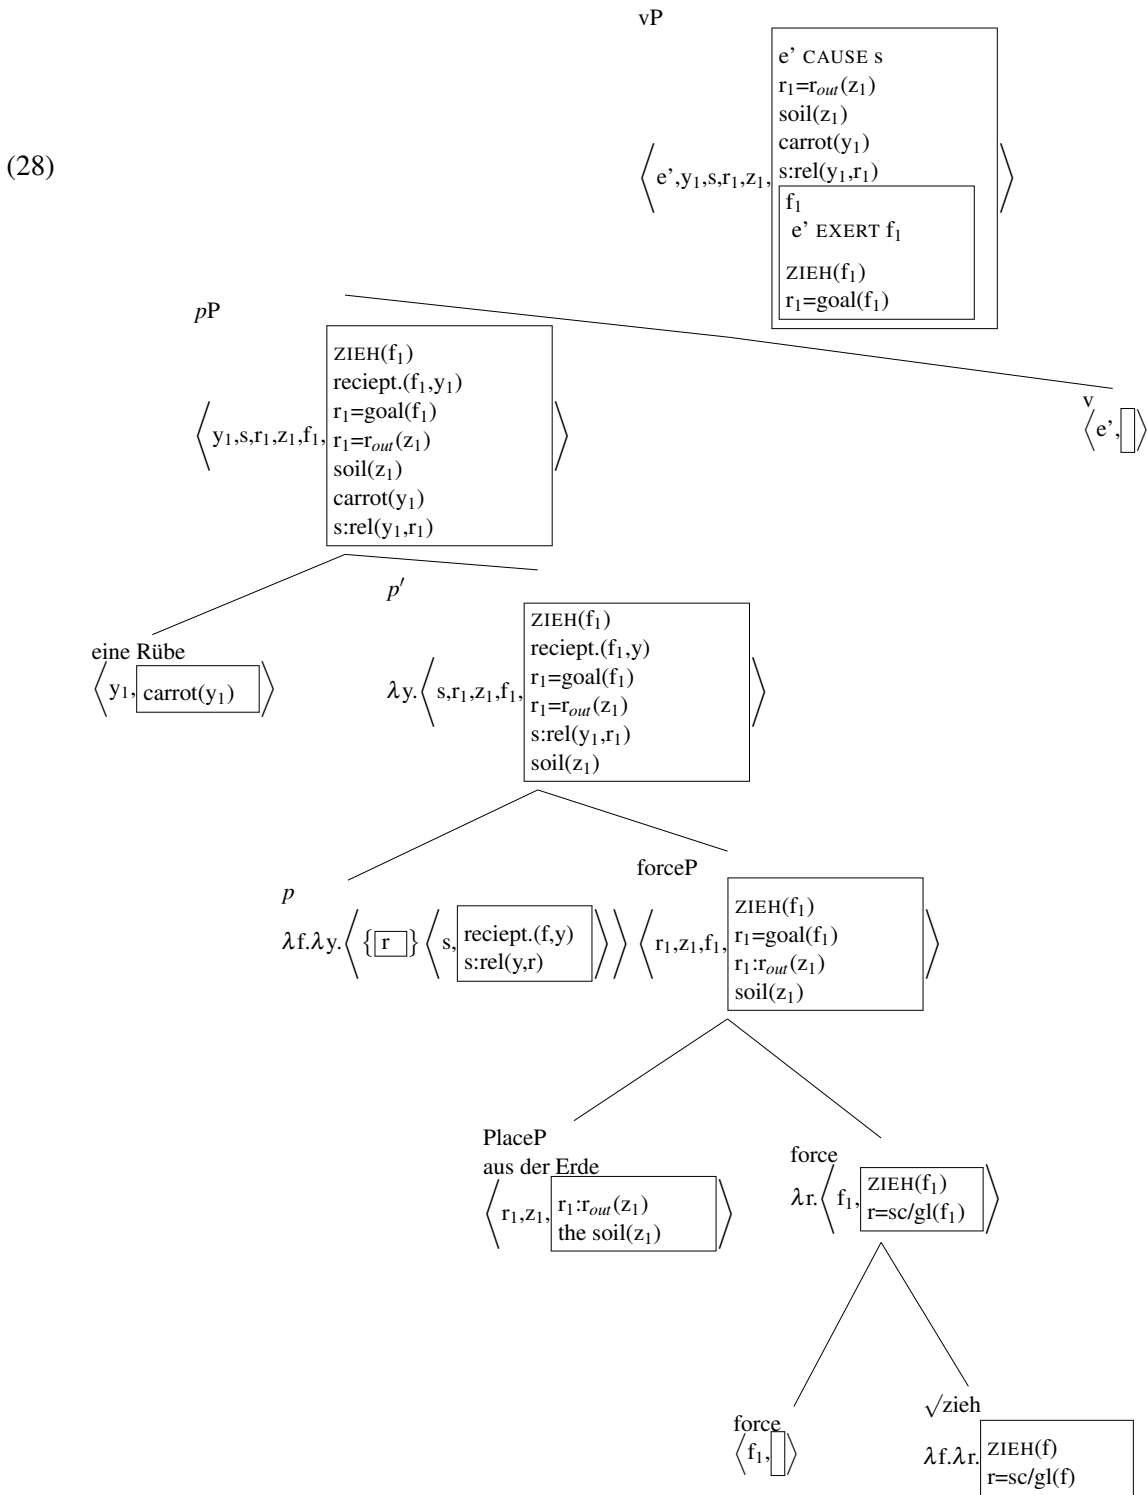 vP
(28)
⟨e’,y₁,s,r₁,z₁,
e’ CAUSE s
r₁=r_out(z₁)
soil(z₁)
carrot(y₁)
s:rel(y₁,r₁)
f₁
e’ EXERT f₁
ZIEH(f₁)
r₁=goal(f₁)
⟩
pP
⟨y₁,s,r₁,z₁,f₁,
ZIEH(f₁)
reciept.(f₁,y₁)
r₁=goal(f₁)
r₁=r_out(z₁)
soil(z₁)
carrot(y₁)
s:rel(y₁,r₁)
⟩
v
⟨e’, ⟩
eine Rübe
⟨y₁, carrot(y₁)⟩
p′
λy.⟨s,r₁,z₁,f₁,
ZIEH(f₁)
reciept.(f₁,y)
r₁=goal(f₁)
r₁=r_out(z₁)
s:rel(y₁,r₁)
soil(z₁)
⟩
p
λf.λy.⟨{r}⟨s,
reciept.(f,y)
s:rel(y,r)
⟩⟩
forceP
⟨r₁,z₁,f₁,
ZIEH(f₁)
r₁=goal(f₁)
r₁:r_out(z₁)
soil(z₁)
⟩
PlaceP
aus der Erde
⟨r₁,z₁,
r₁:r_out(z₁)
the soil(z₁)
⟩
force
λr.⟨f₁,
ZIEH(f₁)
r=sc/gl(f₁)
⟩
force
⟨f₁, ⟩
√zieh
λf.λr.
ZIEH(f)
r=sc/gl(f)